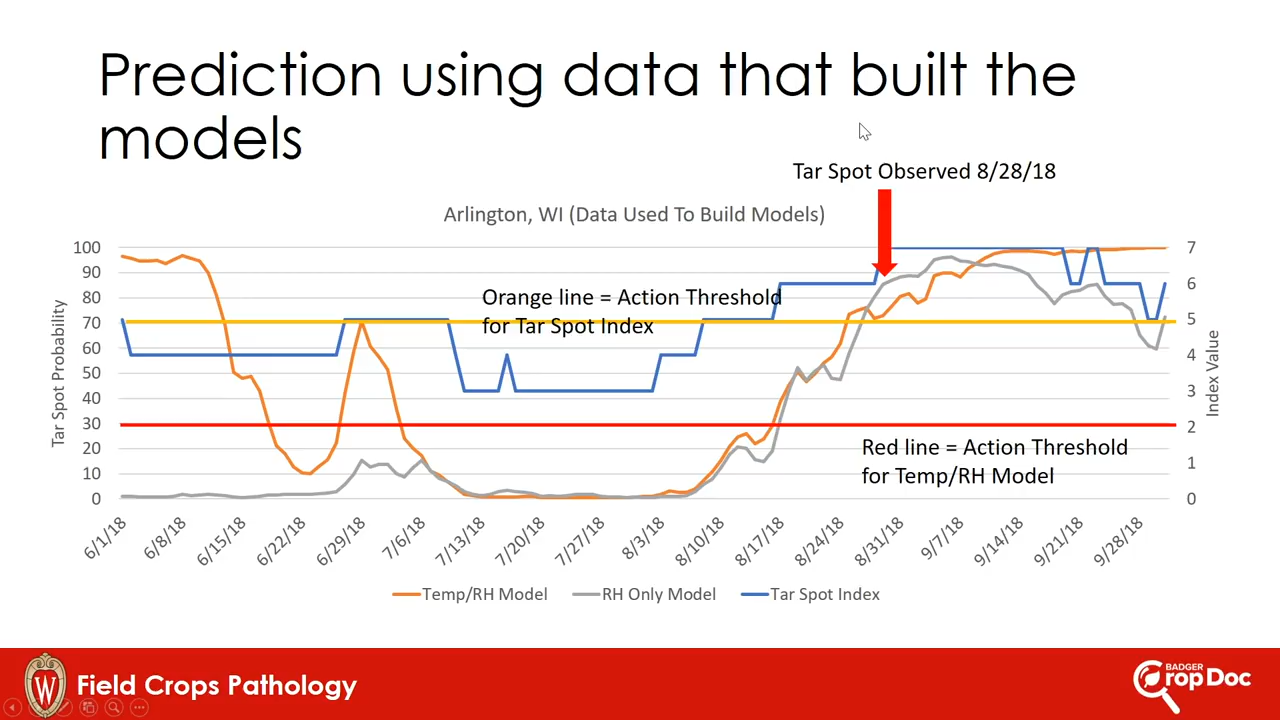 Prediction using data that built the
models
Tar Spot Observed 8/28/18
Arlington, WI (Data Used To Build Models)
Tar Spot Probability
100
90
80
70
60
50
40
30
20
10
0
Orange line = Action Threshold
for Tar Spot Index
Red line = Action Threshold
for Temp/RH Model
7
6
5
4
3
2
1
0
Index Value
6/1/18
6/8/18
6/15/18
6/22/18
6/29/18
7/6/18
7/13/18
7/20/18
7/27/18
8/3/18
8/10/18
8/17/18
8/24/18
8/31/18
9/7/18
9/14/18
9/21/18
9/28/18
Temp/RH Model
RH Only Model
Tar Spot Index
W
Field Crops Pathology
BADGER
Crop Doc